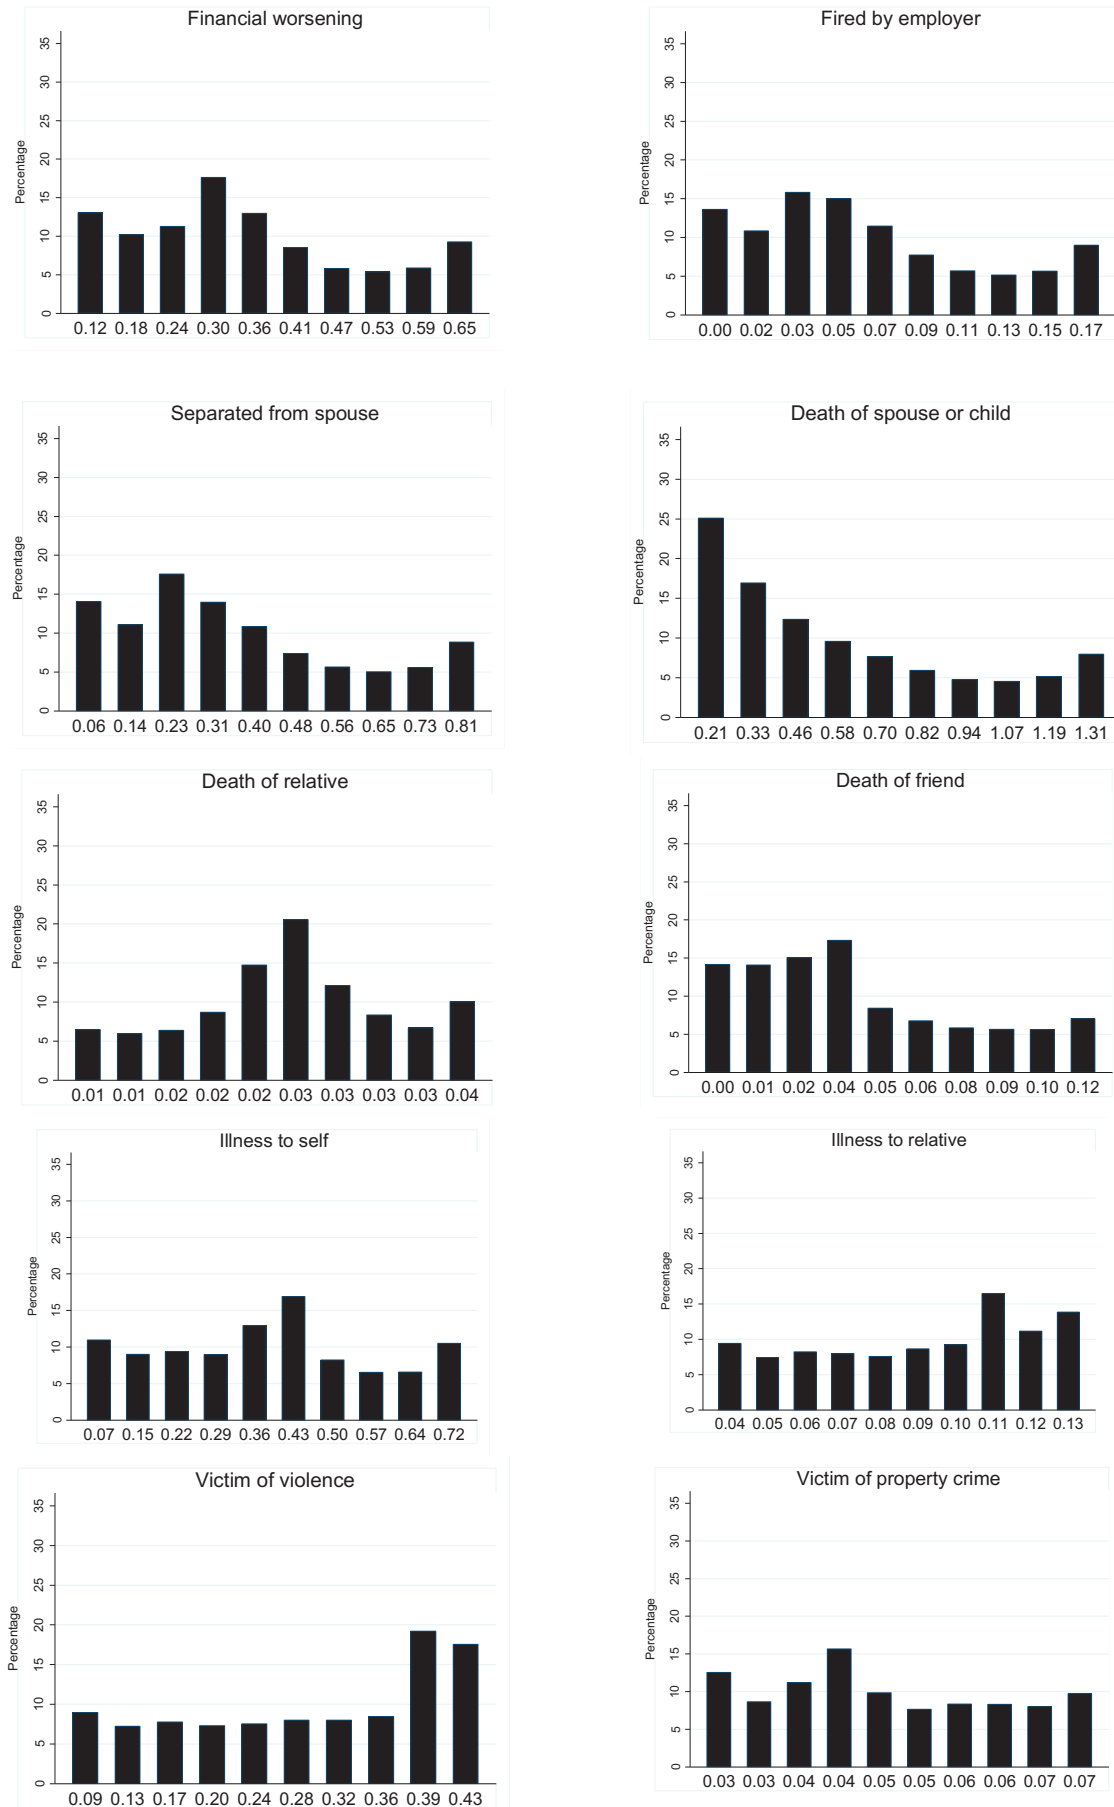 Financial worsening
Percentage
35
30
25
20
15
10
5
0
0.12 0.18 0.24 0.30 0.36 0.41 0.47 0.53 0.59 0.65
Fired by employer
Percentage
35
30
25
20
15
10
5
0
0.00 0.02 0.03 0.05 0.07 0.09 0.11 0.13 0.15 0.17
Separated from spouse
Percentage
35
30
25
20
15
10
5
0
0.06 0.14 0.23 0.31 0.40 0.48 0.56 0.65 0.73 0.81
Death of spouse or child
Percentage
35
30
25
20
15
10
5
0
0.21 0.33 0.46 0.58 0.70 0.82 0.94 1.07 1.19 1.31
Death of relative
Percentage
35
30
25
20
15
10
5
0
0.01 0.01 0.02 0.02 0.02 0.03 0.03 0.03 0.03 0.04
Death of friend
Percentage
35
30
25
20
15
10
5
0
0.00 0.01 0.02 0.04 0.05 0.06 0.08 0.09 0.10 0.12
Illness to self
Percentage
35
30
25
20
15
10
5
0
0.07 0.15 0.22 0.29 0.36 0.43 0.50 0.57 0.64 0.72
Illness to relative
Percentage
35
30
25
20
15
10
5
0
0.04 0.05 0.06 0.07 0.08 0.09 0.10 0.11 0.12 0.13
Victim of violence
Percentage
35
30
25
20
15
10
5
0
0.09 0.13 0.17 0.20 0.24 0.28 0.32 0.36 0.39 0.43
Victim of property crime
Percentage
35
30
25
20
15
10
5
0
0.03 0.03 0.04 0.04 0.05 0.05 0.06 0.06 0.07 0.07